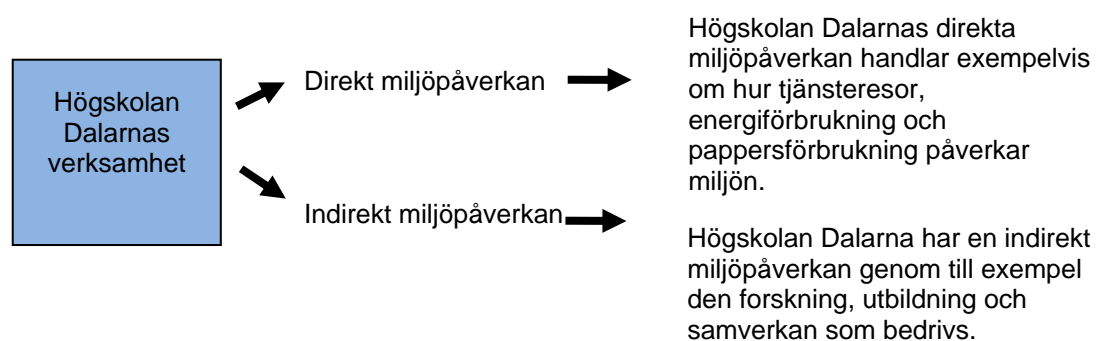 Högskolan
Dalarnas
verksamhet
Direkt miljöpåverkan
Högskolan Dalarnas direkta
miljöpåverkan handlar exempelvis
om hur tjänsteresor,
energiförbrukning och
pappersförbrukning påverkar
miljön.
Indirekt miljöpåverkan
Högskolan Dalarna har en indirekt
miljöpåverkan genom till exempel
den forskning, utbildning och
samverkan som bedrivs.